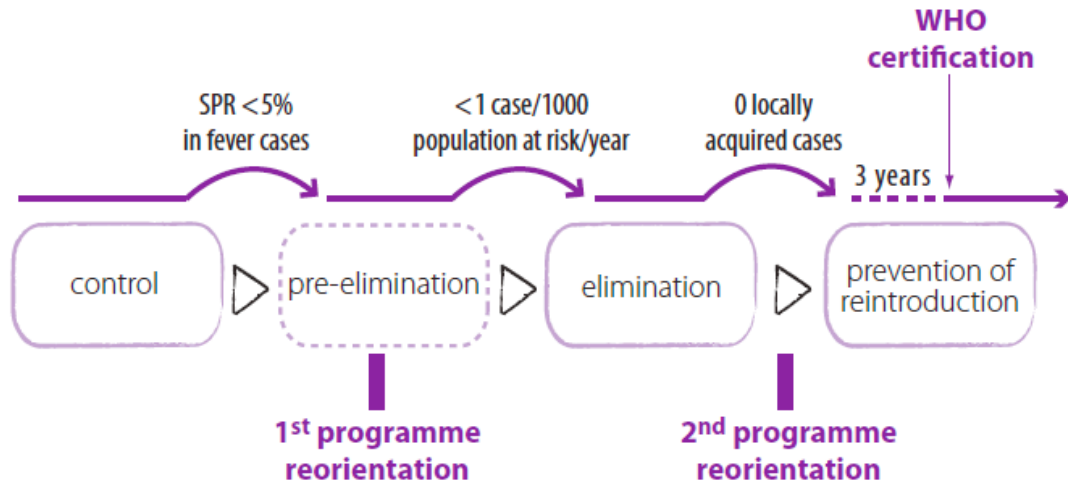 WHO
certification
SPR <5%
in fever cases
<1 case/1000
population at risk/year
0 locally
acquired cases
3 years
control
pre-elimination
elimination
prevention of
reintroduction
1st programme
reorientation
2nd programme
reorientation